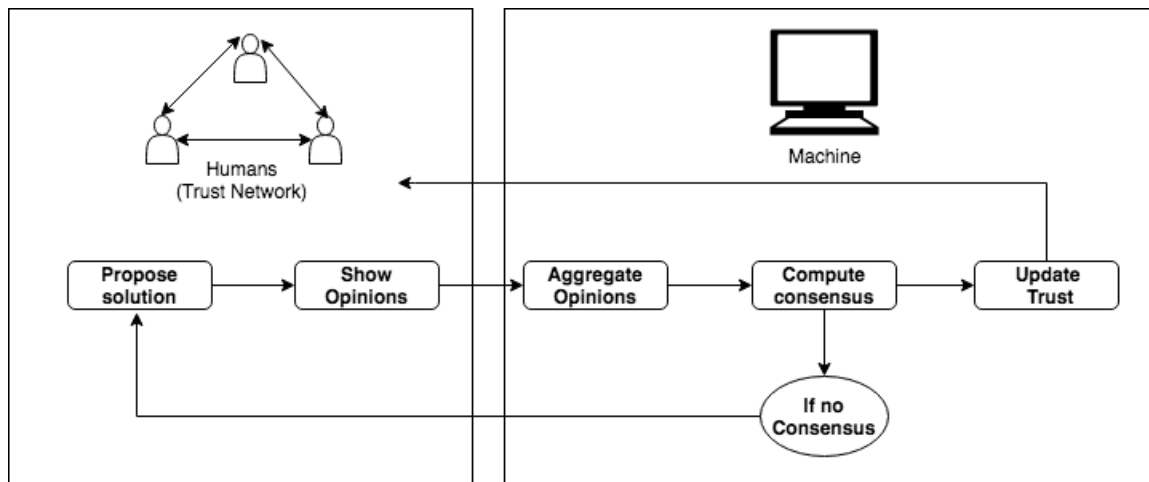 Humans
(Trust Network)
Machine
Propose
solution
Show
Opinions
Aggregate
Opinions
Compute
consensus
Update
Trust
If no
Consensus